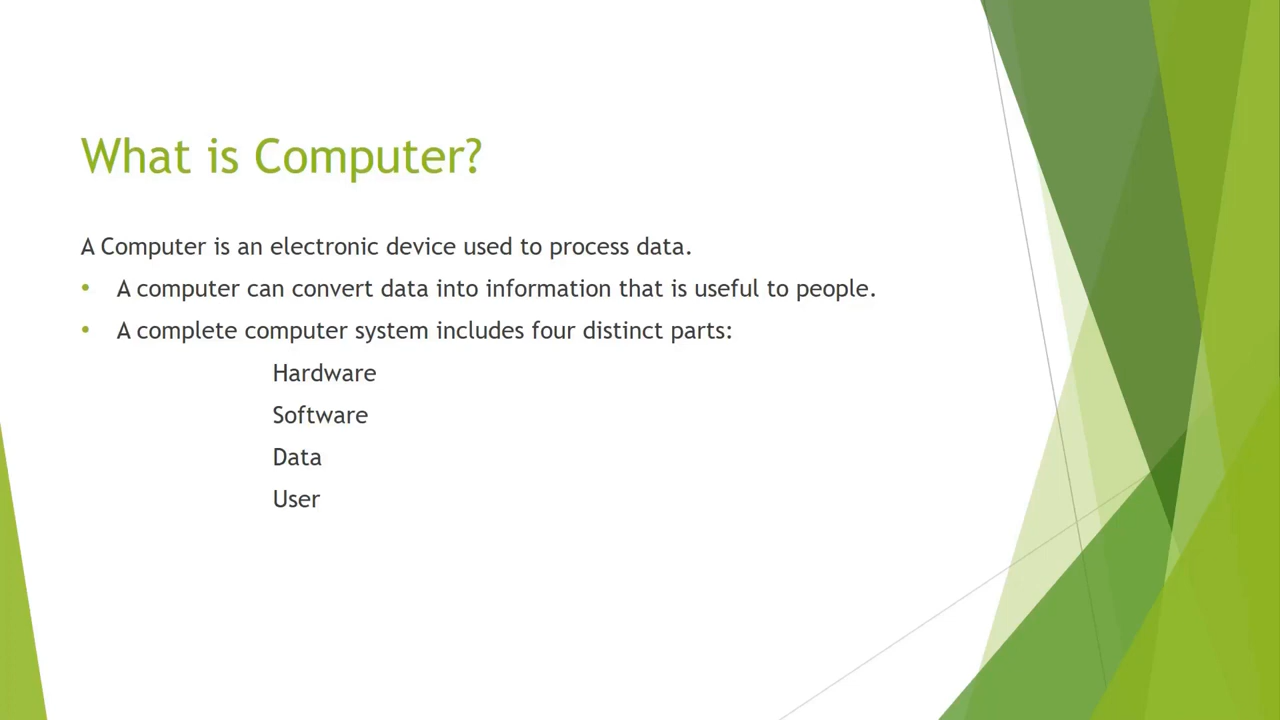 What is Computer?
A Computer is an electronic device used to process data.
• A computer can convert data into information that is useful to people.
• A complete computer system includes four distinct parts:
Hardware
Software
Data
User